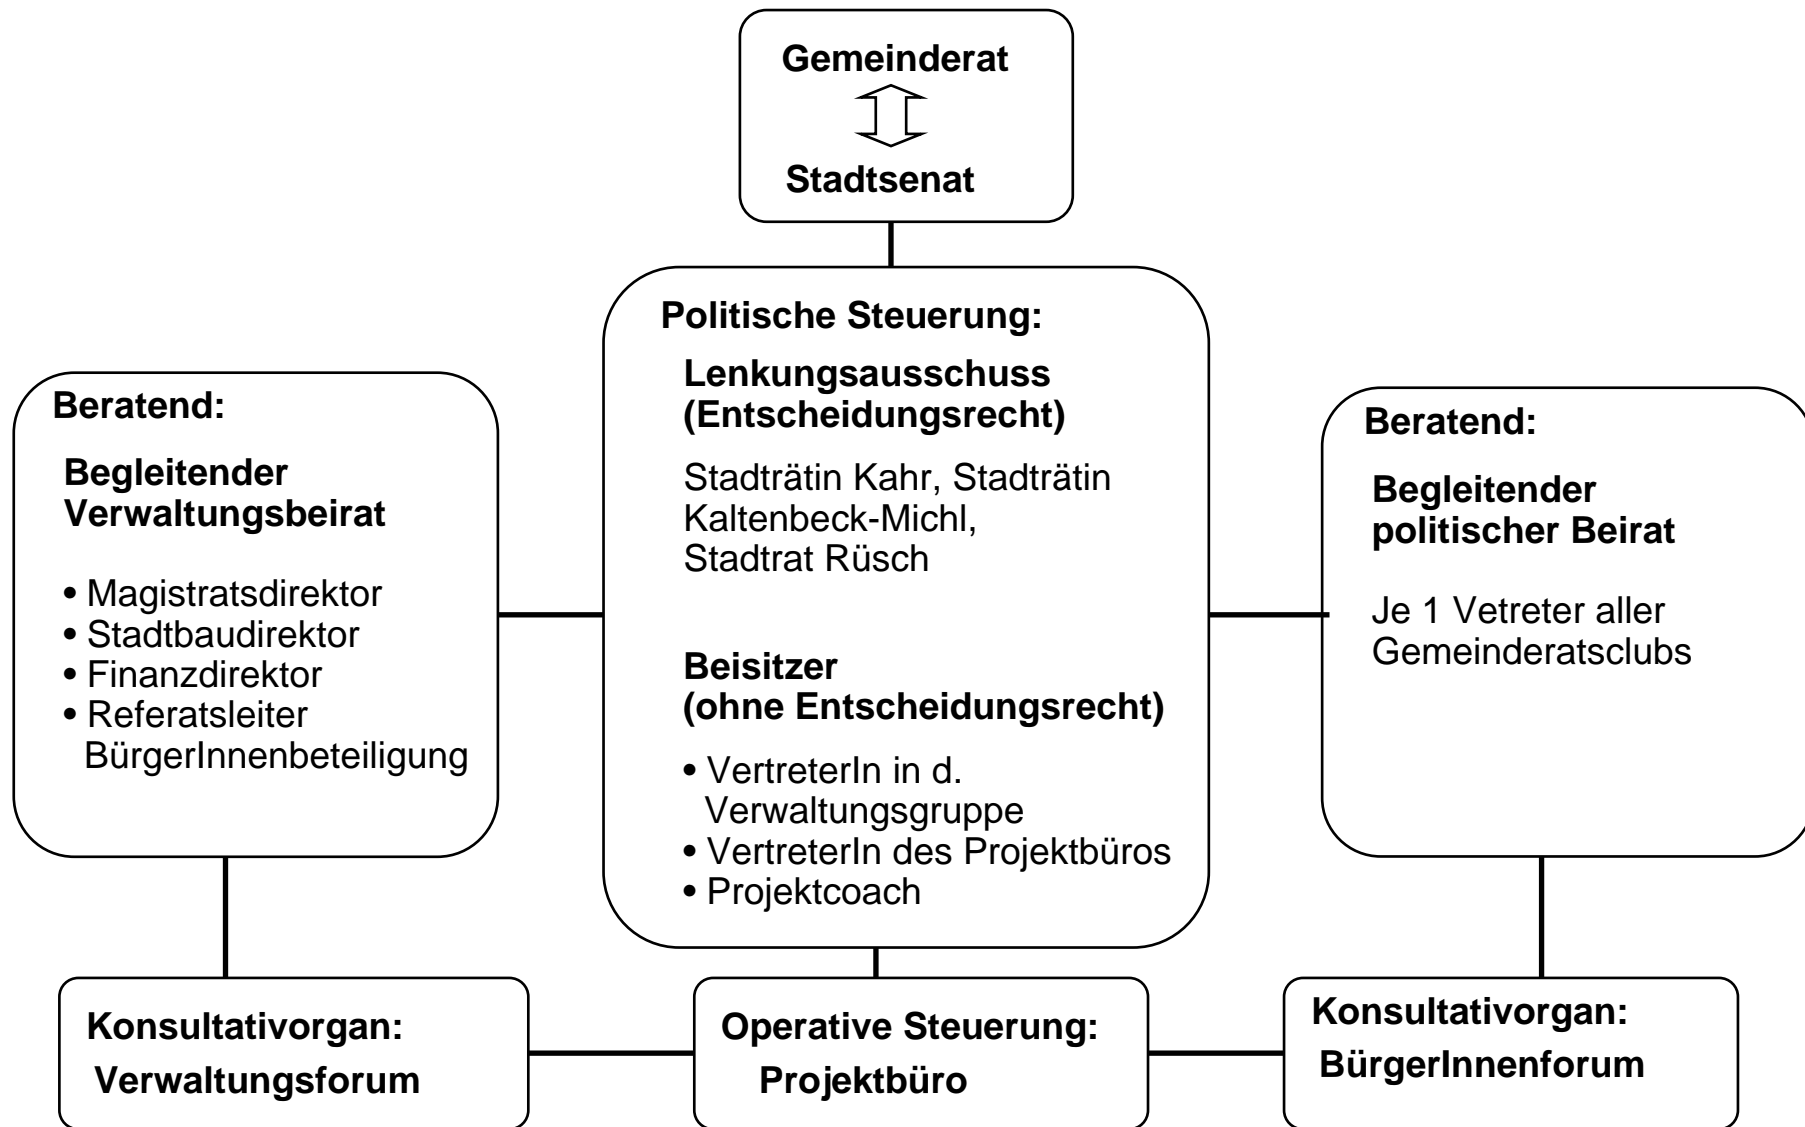 Gemeinderat
Stadtsenat
Politische Steuerung:
Lenkungsausschuss
(Entscheidungsrecht)
Stadträtin Kahr, Stadträtin
Kaltenbeck-Michl,
Stadtrat Rüsch
Beisitzer
(ohne Entscheidungsrecht)
• VertreterIn in d.
Verwaltungsgruppe
• VertreterIn des Projektbüros
• Projektcoach
Beratend:
Begleitender
Verwaltungsbeirat
• Magistratsdirektor
• Stadtbaudirektor
• Finanzdirektor
• Referatsleiter
BürgerInnenbeteiligung
Beratend:
Begleitender
politischer Beirat
Je 1 Vetreter aller
Gemeinderatsclubs
Konsultativorgan:
Verwaltungsforum
Operative Steuerung:
Projektbüro
Konsultativorgan:
BürgerInnenforum